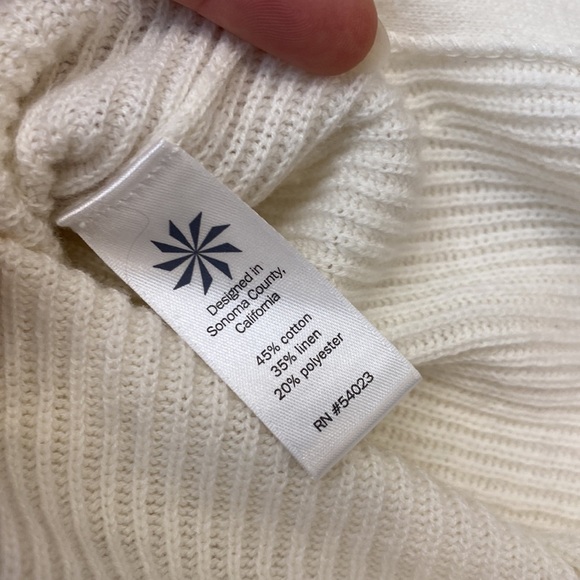 Designed in
Sonoma County,
California
45% cotton
35% linen
20% polyester
RN #54023